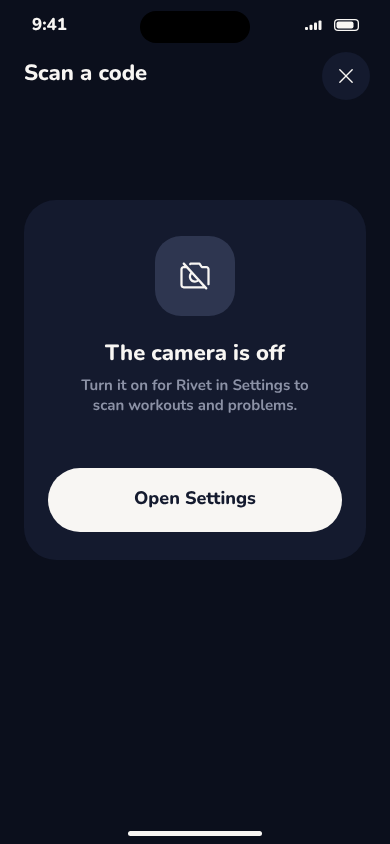 9:41
Scan a code
The camera is off
Turn it on for Rivet in Settings to
scan workouts and problems.
Open Settings